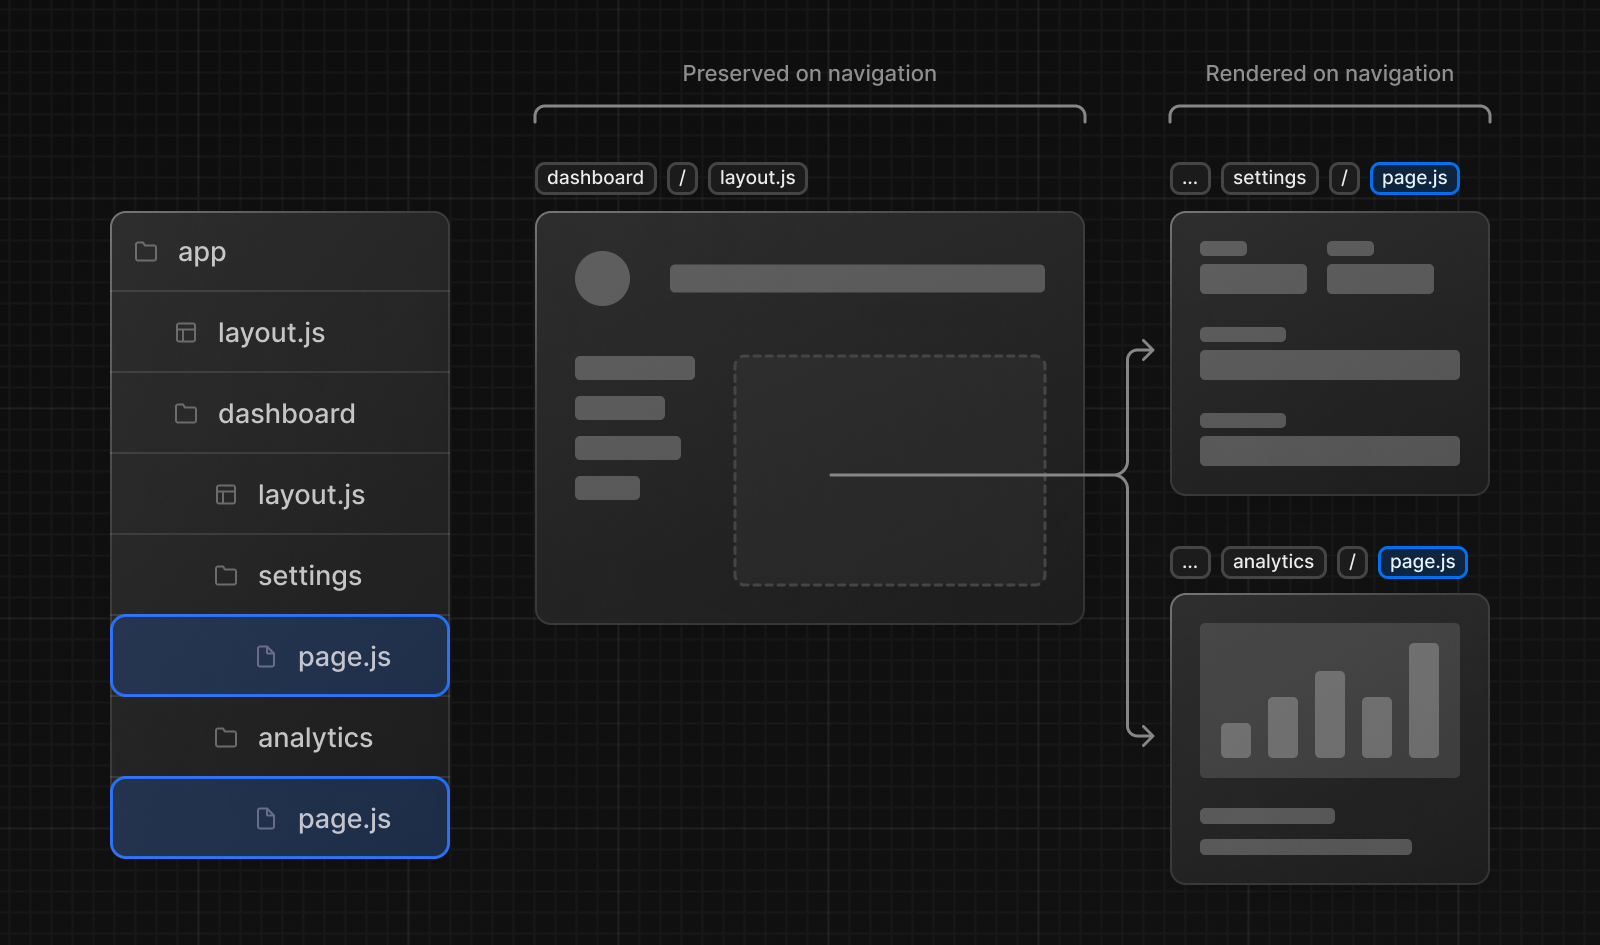 Preserved on navigation
Rendered on navigation
dashboard / layout.js
... settings / page.js
app
layout.js
dashboard
layout.js
settings
page.js
analytics
page.js
... analytics / page.js